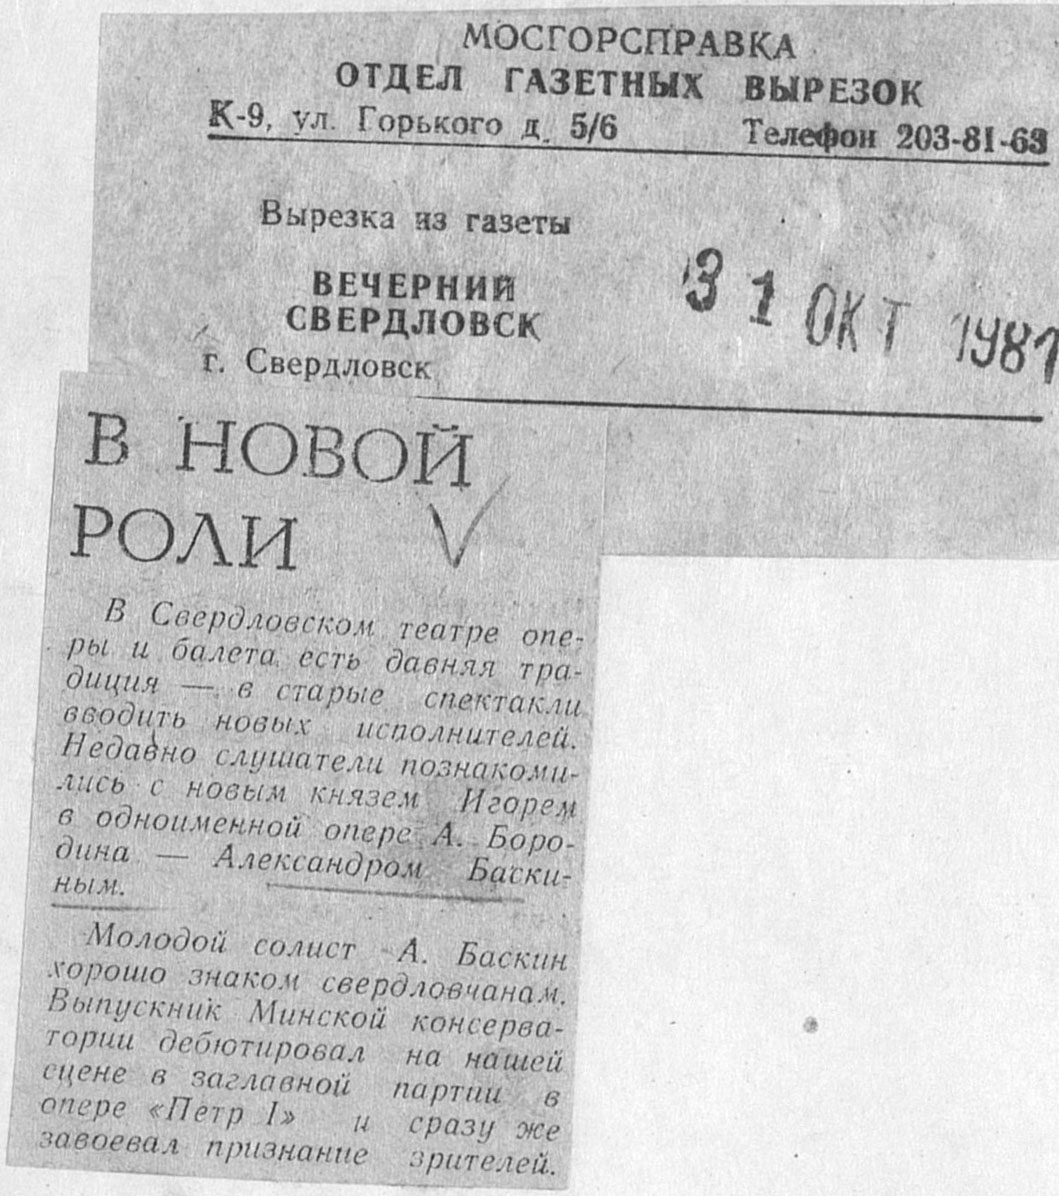 МОСГОРСПРАВКА
ОТДЕЛ ГАЗЕТНЫХ ВЫРЕЗОК
К-9, ул. Горького д. 5/6 Телефон 203-81-63
Вырезка из газеты
ВЕЧЕРНИЙ
СВЕРДЛОВСК
г. Свердловск
31 ОКТ 1981
В НОВОЙ
РОЛИ
В Свердловском театре опе-
ры и балета есть давняя тра-
диция — в старые спектакли
вводить новых исполнителей.
Недавно слушатели познакоми-
лись с новым князем Игорем
в одноименной опере А. Боро-
дина — Александром Баски-
ным.
Молодой солист А. Баскин
хорошо знаком свердловчанам.
Выпускник Минской консерва-
тории дебютировал на нашей
сцене в заглавной партии в
опере «Петр I» и сразу же
завоевал признание зрителей.